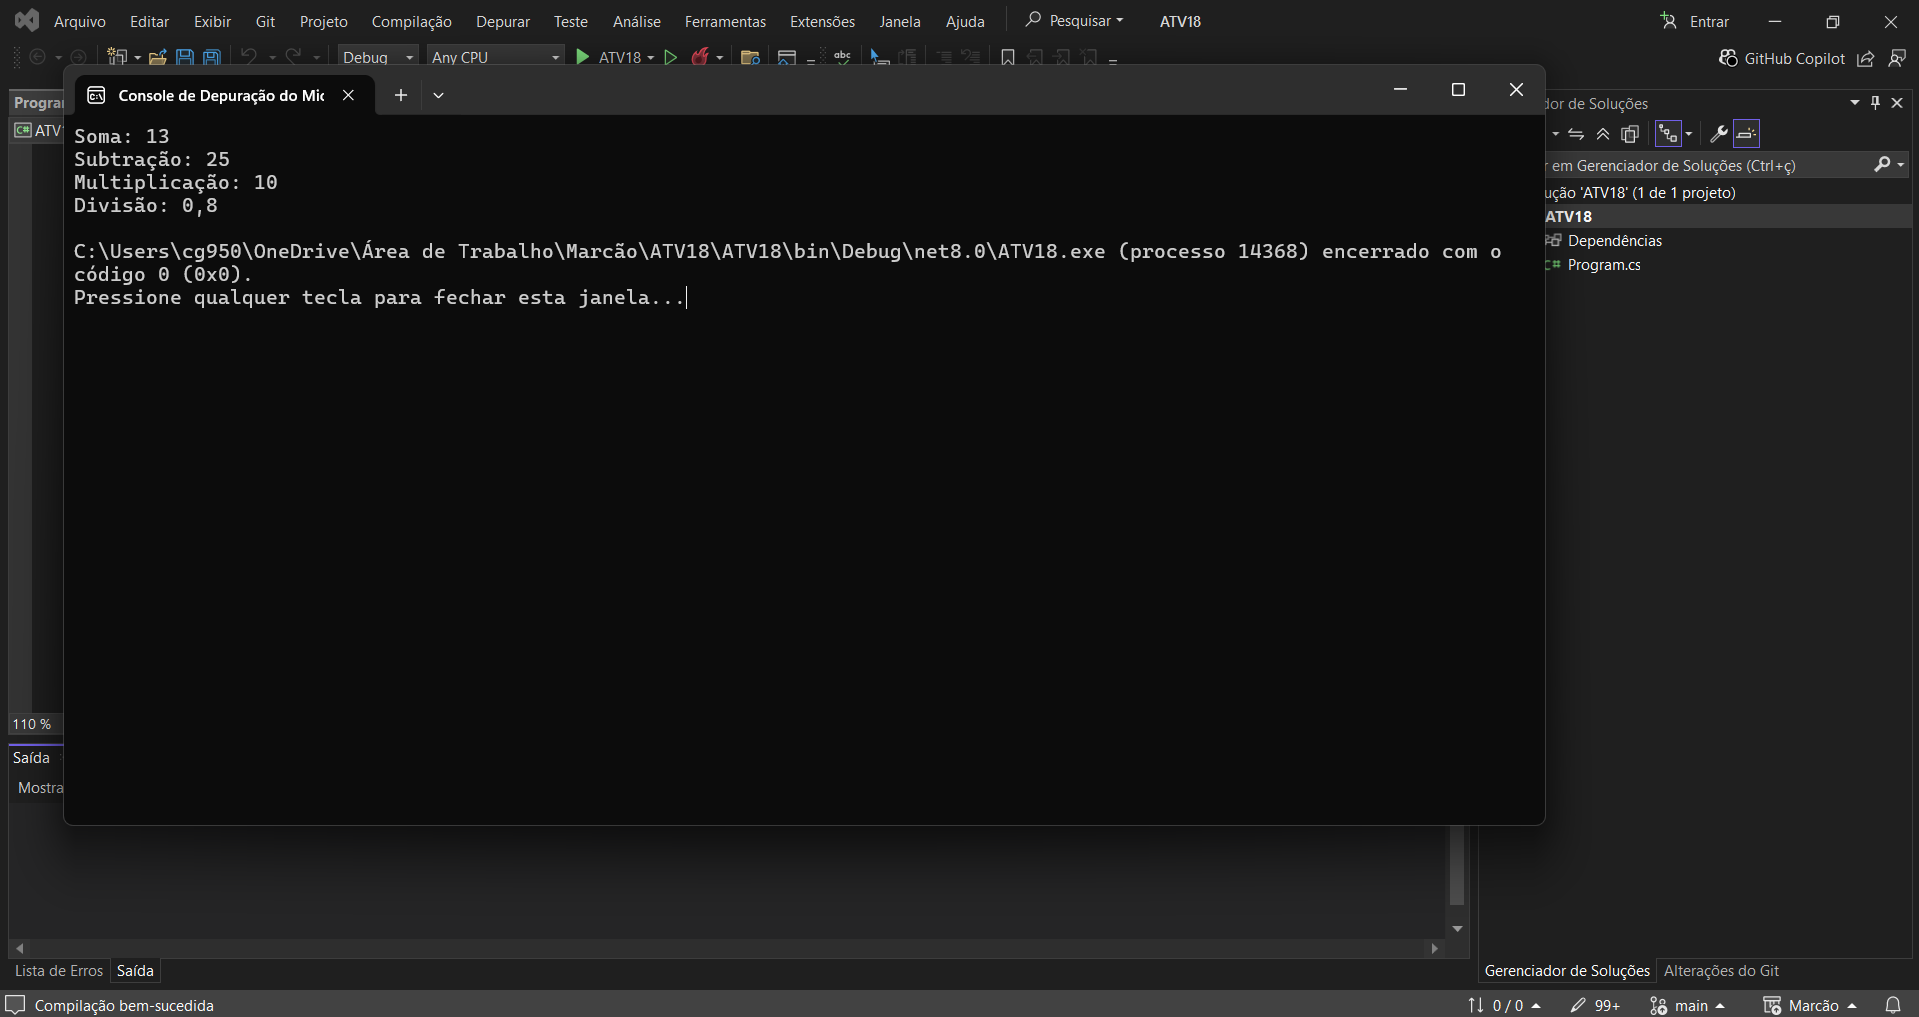 Arquivo Editar Exibir Git Projeto Compilação Depurar Teste Análise Ferramentas Extensões Janela Ajuda Pesquisar ATV18 Entrar
Debug Any CPU ATV18 abc GitHub Copilot
Console de Depuração do Mic
Soma: 13
Subtração: 25
Multiplicação: 10
Divisão: 0,8
C:\Users\cg950\OneDrive\Área de Trabalho\Marcão\ATV18\ATV18\bin\Debug\net8.0\ATV18.exe (processo 14368) encerrado com o
código 0 (0x0).
Pressione qualquer tecla para fechar esta janela...
Progra
C# ATV
110 %
Saída
Mostra
dor de Soluções
r em Gerenciador de Soluções (Ctrl+ç)
ução 'ATV18' (1 de 1 projeto)
ATV18
Dependências
Program.cs
Lista de Erros Saída
Gerenciador de Soluções Alterações do Git
Compilação bem-sucedida 0 / 0 99+ main Marcão